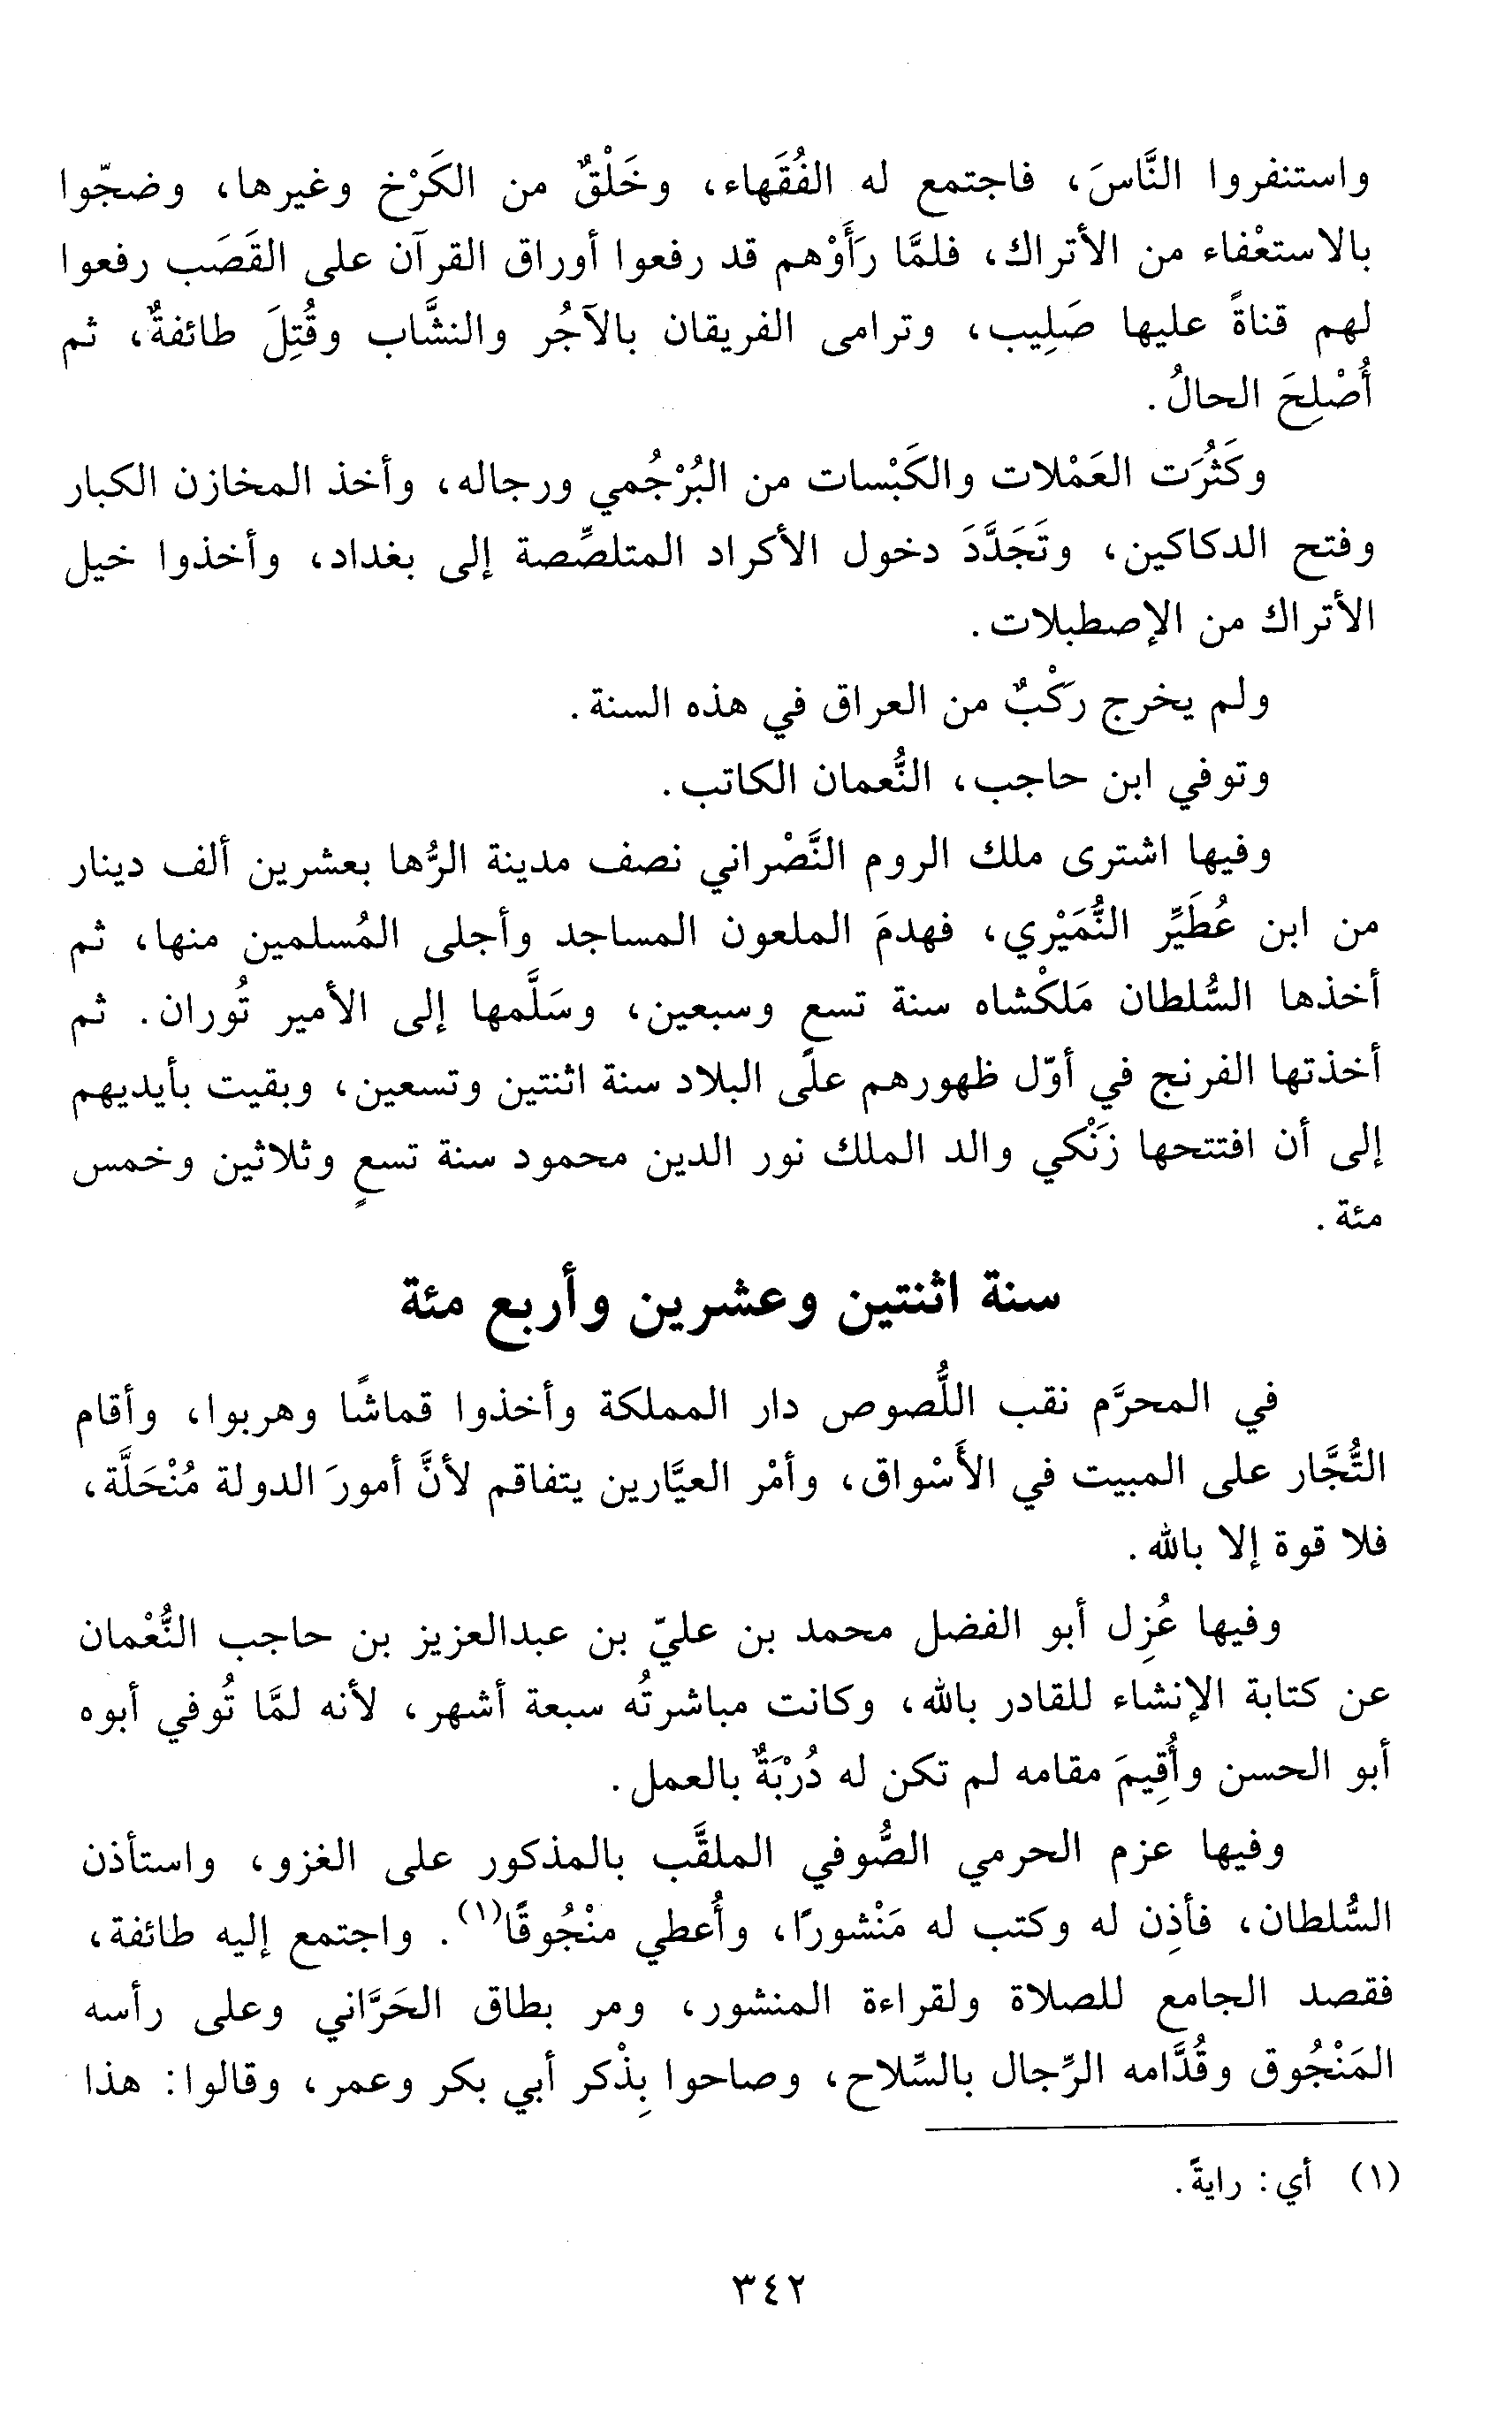 واستنفروا النَّاسَ، فاجتمع له الفُقَهاء، وخَلْقٌ من الكَرْخ وغيرها، وضجّوا
بالاستعْفاء من الأتراك، فلمَّا رَأَوْهم قد رفعوا أوراق القرآن على القَصَب رفعوا
لهم قناةً عليها صَلِيب، وترامى الفريقان بالآجُر والنشَّاب وقُتِلَ طائفةٌ، ثم
أُصْلِحَ الحالُ.
وكَثُرَت العَمْلات والكَبْسات من البُرْجُمي ورجاله، وأخذ المخازن الكبار
وفتح الدكاكين، وتَجَدَّدَ دخول الأكراد المتلصِّصة إلى بغداد، وأخذوا خيل
الأتراك من الإصطبلات.
ولم يخرج رَكْبٌ من العراق في هذه السنة.
وتوفي ابن حاجب، النُّعمان الكاتب.
وفيها اشترى ملك الروم النَّصْراني نصف مدينة الرُّها بعشرين ألف دينار
من ابن عُطَيِّر النُّمَيْري، فهدمَ الملعون المساجد وأجلى المُسلمين منها، ثم
أخذها السُّلطان مَلكْشاه سنة تسعٍ وسبعين، وسَلَّمها إلى الأمير تُوران. ثم
أخذتها الفرنج في أوّل ظهورهم على البلاد سنة اثنتين وتسعين، وبقيت بأيديهم
إلى أن افتتحها زَنْكي والد الملك نور الدين محمود سنة تسعٍ وثلاثين وخمس
مئة.
سنة اثنتين وعشرين وأربع مئة
في المحرَّم نقب اللُّصوص دار المملكة وأخذوا قماشًا وهربوا، وأقام
التُّجَّار على المبيت في الأَسْواق، وأمْر العيَّارين يتفاقم لأنَّ أمورَ الدولة مُنْحَلَّة،
فلا قوة إلا بالله.
وفيها عُزِل أبو الفضل محمد بن عليّ بن عبدالعزيز بن حاجب النُّعْمان
عن كتابة الإنشاء للقادر بالله، وكانت مباشرتُه سبعة أشهر، لأنه لمَّا تُوفي أبوه
أبو الحسن وأُقِيمَ مقامه لم تكن له دُرْبَةٌ بالعمل.
وفيها عزم الحرمي الصُّوفي الملقَّب بالمذكور على الغزو، واستأذن
السُّلطان، فأذِن له وكتب له مَنْشورًا، وأُعطي منْجُوقًا(١). واجتمع إليه طائفة،
فقصد الجامع للصلاة ولقراءة المنشور، ومر بطاق الحَرَّاني وعلى رأسه
المَنْجُوق وقُدَّامه الرِّجال بالسِّلاح، وصاحوا بِذْكر أبي بكر وعمر، وقالوا: هذا
(١) أي: رايةً.
٣٤٢